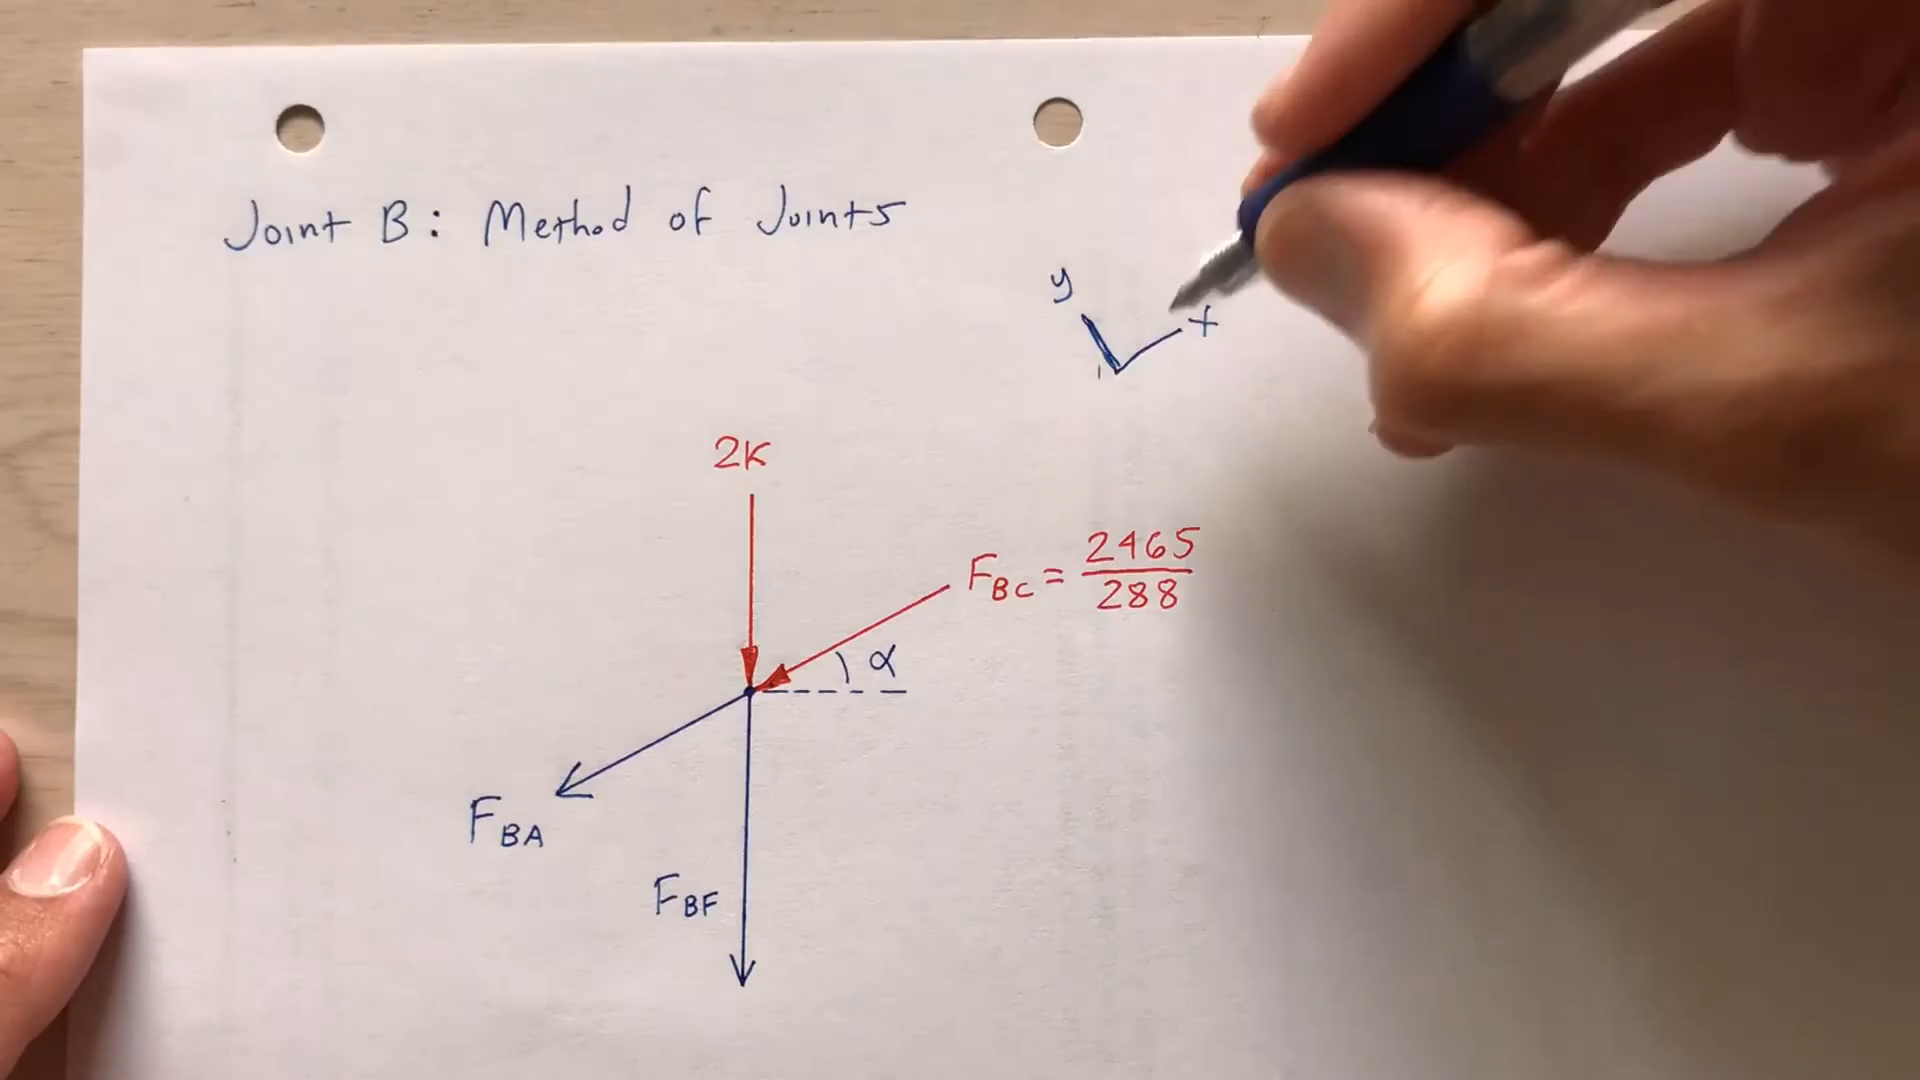 Joint B: Method of Joints
y
x
2K
F_BC = 2465/288
α
F_BA
F_BF